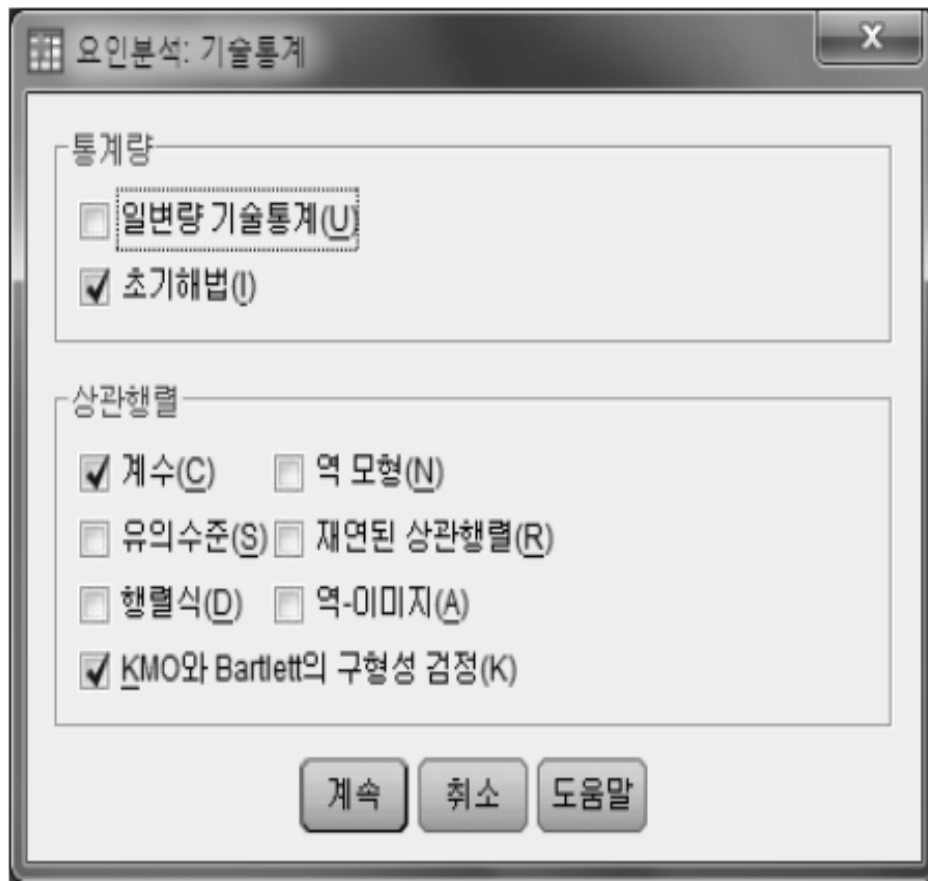 요인분석: 기술통계
통계량
일변량 기술통계(U)
초기해법(I)
상관행렬
계수(C) 역 모형(N)
유의수준(S) 재연된 상관행렬(R)
행렬식(D) 역-이미지(A)
KMO와 Bartlett의 구형성 검정(K)
계속 취소 도움말